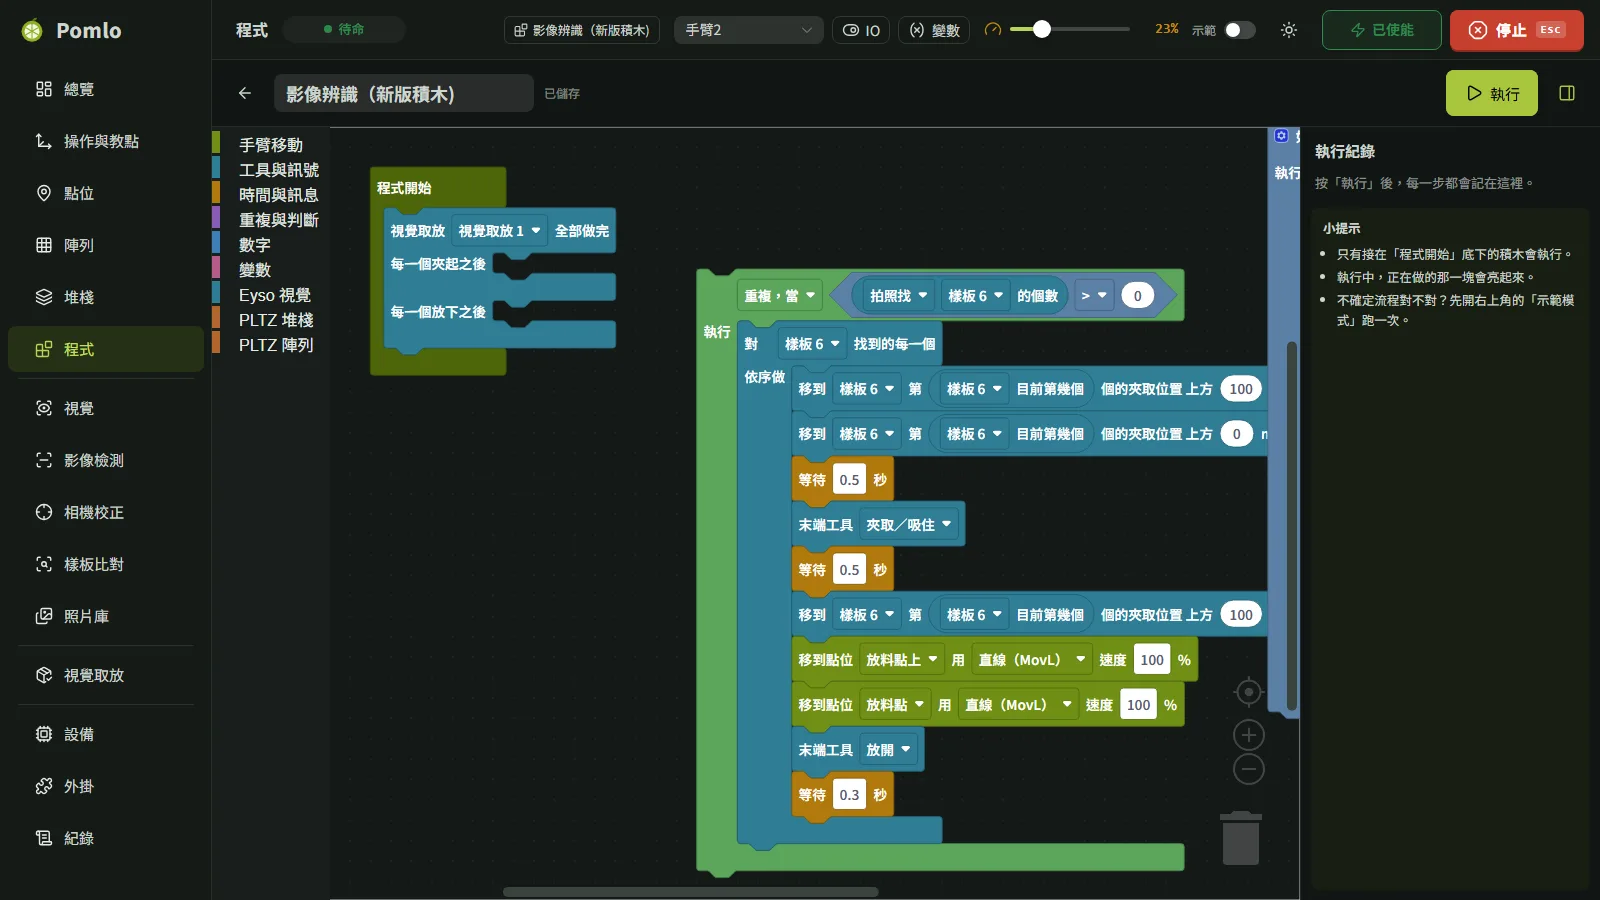 Pomlo
總覽
操作與教點
點位
陣列
堆棧
程式
視覺
影像檢測
相機校正
樣板比對
照片庫
視覺取放
設備
外掛
紀錄
程式
待命
影像辨識（新版積木)
手臂2
IO
變數
23%
示範
已使能
停止 ESC
影像辨識（新版積木)
已儲存
執行
手臂移動
工具與訊號
時間與訊息
重複與判斷
數字
變數
Eyso 視覺
PLTZ 堆棧
PLTZ 陣列
程式開始
視覺取放 視覺取放 1 全部做完
每一個夾起之後
每一個放下之後
重複，當 拍照找 樣板 6 的個數 > 0
執行
對 樣板 6 找到的每一個
依序做
移到 樣板 6 第 樣板 6 目前第幾個 個的夾取位置 上方 100
移到 樣板 6 第 樣板 6 目前第幾個 個的夾取位置 上方 0
等待 0.5 秒
末端工具 夾取／吸住
等待 0.5 秒
移到 樣板 6 第 樣板 6 目前第幾個 個的夾取位置 上方 100
移到點位 放料點上 用 直線（MovL） 速度 100 %
移到點位 放料點 用 直線（MovL） 速度 100 %
末端工具 放開
等待 0.3 秒
執行
執行紀錄
按「執行」後，每一步都會記在這裡。
小提示
只有接在「程式開始」底下的積木會執行。
執行中，正在做的那一塊會亮起來。
不確定流程對不對？先開右上角的「示範模
式」跑一次。